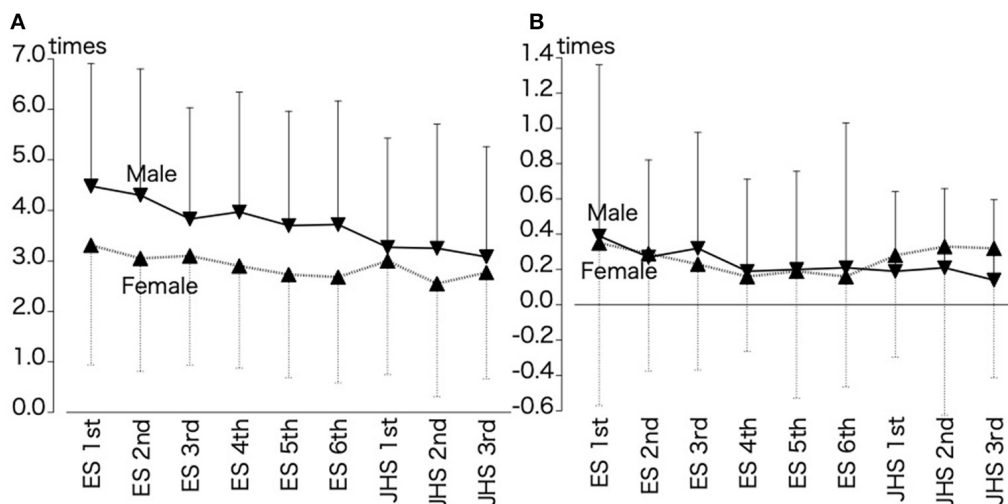 A
times
7.0
6.0
5.0
4.0
3.0
2.0
1.0
0.0
Male
Female
ES 1st
ES 2nd
ES 3rd
ES 4th
ES 5th
ES 6th
JHS 1st
JHS 2nd
JHS 3rd
B
times
1.4
1.2
1.0
0.8
0.6
0.4
0.2
0.0
-0.2
-0.4
-0.6
Male
Female
ES 1st
ES 2nd
ES 3rd
ES 4th
ES 5th
ES 6th
JHS 1st
JHS 2nd
JHS 3rd